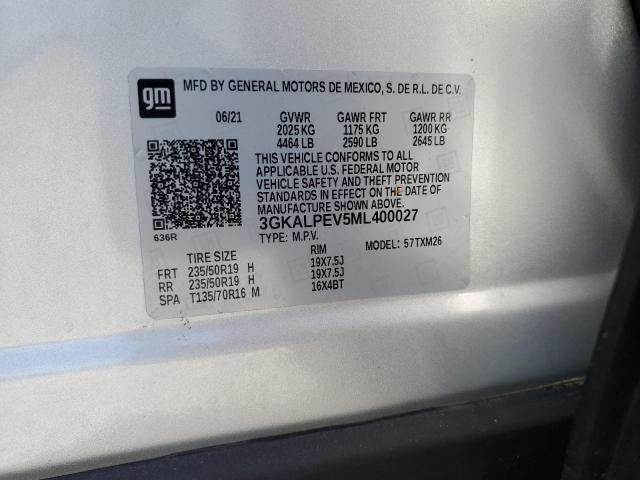 gm
MFD BY GENERAL MOTORS DE MEXICO, S. DE R.L. DE C.V.
06/21 GVWR GAWR FRT GAWR RR
2025 KG 1175 KG 1200 KG
4464 LB 2590 LB 2645 LB
THIS VEHICLE CONFORMS TO ALL
APPLICABLE U.S. FEDERAL MOTOR
VEHICLE SAFETY AND THEFT PREVENTION
STANDARDS IN EFFECT ON THE DATE OF
MANUFACTURE SHOWN ABOVE.
3GKALPEV5ML400027
636R
TYPE: M.P.V. MODEL: 57TXM26
TIRE SIZE RIM
FRT 235/50R19 H 19X7.5J
RR 235/50R19 H 19X7.5J
SPA T135/70R16 M 16X4BT